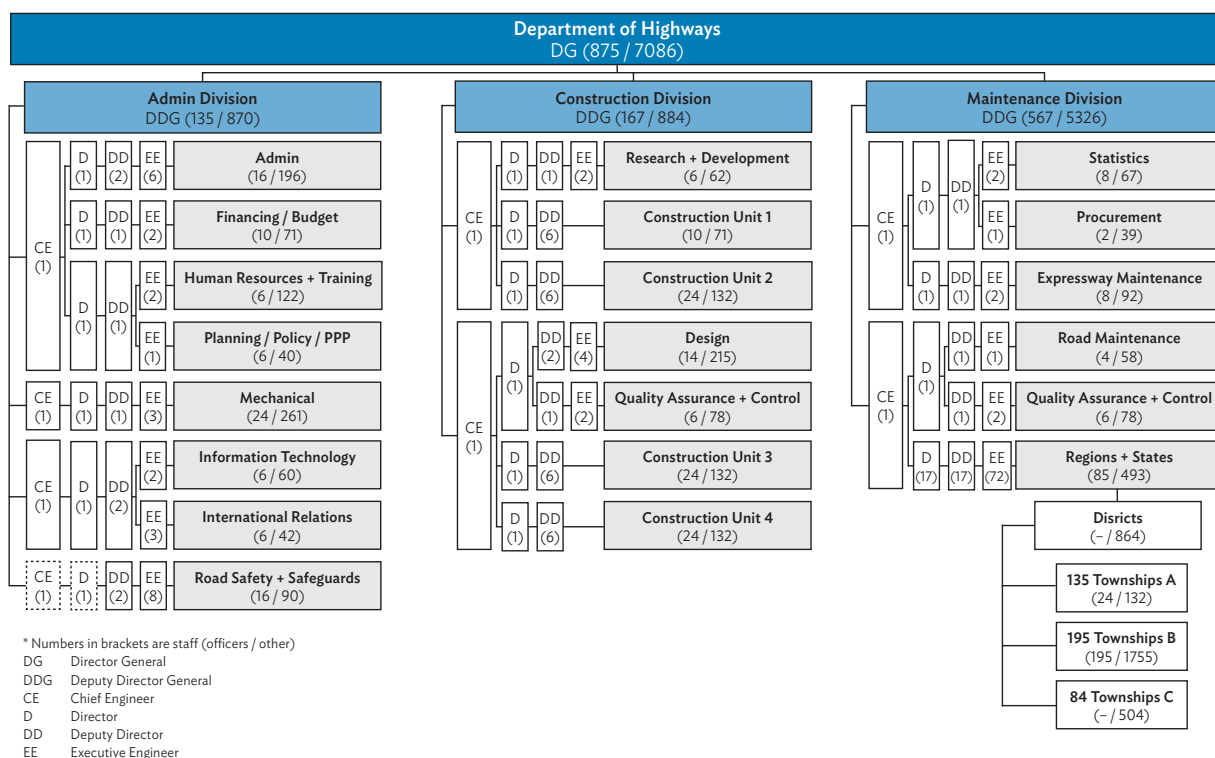 Department of Highways
DG (875 / 7086)
Admin Division
DDG (135 / 870)
CE
(1)
D
(1)
DD
(2)
EE
(6)
Admin
(16 / 196)
D
(1)
DD
(1)
EE
(2)
Financing / Budget
(10 / 71)
D
(1)
DD
(1)
EE
(2)
Human Resources + Training
(6 / 122)
EE
(1)
Planning / Policy / PPP
(6 / 40)
CE
(1)
D
(1)
DD
(1)
EE
(3)
Mechanical
(24 / 261)
CE
(1)
D
(1)
DD
(2)
EE
(2)
Information Technology
(6 / 60)
EE
(3)
International Relations
(6 / 42)
CE
(1)
D
(1)
DD
(2)
EE
(8)
Road Safety + Safeguards
(16 / 90)
Construction Division
DDG (167 / 884)
CE
(1)
D
(1)
DD
(1)
EE
(2)
Research + Development
(6 / 62)
D
(1)
DD
(6)
Construction Unit 1
(10 / 71)
D
(1)
DD
(6)
Construction Unit 2
(24 / 132)
CE
(1)
D
(1)
DD
(2)
EE
(4)
Design
(14 / 215)
DD
(1)
EE
(2)
Quality Assurance + Control
(6 / 78)
D
(1)
DD
(6)
Construction Unit 3
(24 / 132)
D
(1)
DD
(6)
Construction Unit 4
(24 / 132)
Maintenance Division
DDG (567 / 5326)
CE
(1)
D
(1)
DD
(1)
EE
(2)
Statistics
(8 / 67)
EE
(1)
Procurement
(2 / 39)
D
(1)
DD
(1)
EE
(2)
Expressway Maintenance
(8 / 92)
CE
(1)
D
(1)
DD
(1)
EE
(1)
Road Maintenance
(4 / 58)
DD
(1)
EE
(2)
Quality Assurance + Control
(6 / 78)
D
(17)
DD
(17)
EE
(72)
Regions + States
(85 / 493)
Disricts
(– / 864)
135 Townships A
(24 / 132)
195 Townships B
(195 / 1755)
84 Townships C
(– / 504)
* Numbers in brackets are staff (officers / other)
DG Director General
DDG Deputy Director General
CE Chief Engineer
D Director
DD Deputy Director
EE Executive Engineer